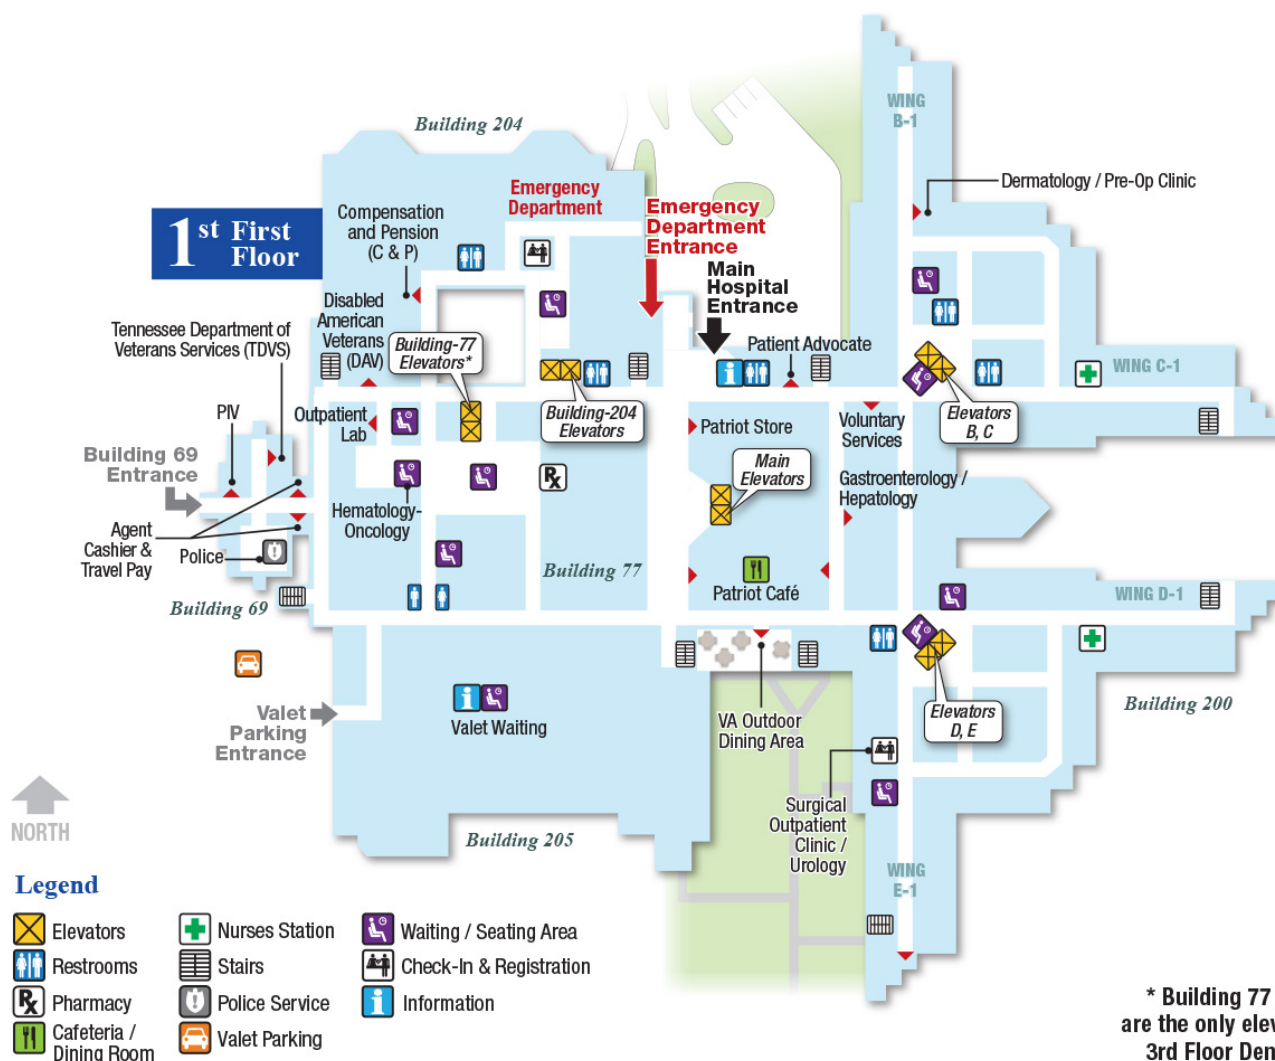 Building 204
WING
B-1
Dermatology / Pre-Op Clinic
1st First
Floor
Compensation
and Pension
(C & P)
Emergency
Department
Emergency
Department
Entrance
Main
Hospital
Entrance
Disabled
American
Veterans
(DAV)
Tennessee Department of
Veterans Services (TDVS)
Building-77
Elevators*
Patient Advocate
WING C-1
PIV
Outpatient
Lab
Building-204
Elevators
Patriot Store
Voluntary
Services
Elevators
B, C
Building 69
Entrance
Main
Elevators
Gastroenterology /
Hepatology
Hematology-
Oncology
Rx
Agent
Cashier &
Travel Pay
Police
Building 77
Patriot Café
WING D-1
Building 69
Valet
Parking
Entrance
Valet Waiting
VA Outdoor
Dining Area
Elevators
D, E
Building 200
NORTH
Building 205
Surgical
Outpatient
Clinic /
Urology
WING
E-1
Legend
Elevators
Restrooms
Rx Pharmacy
Cafeteria /
Dining Room
Nurses Station
Stairs
Police Service
Valet Parking
Waiting / Seating Area
Check-In & Registration
i Information
* Building 77
are the only elev
3rd Floor Den